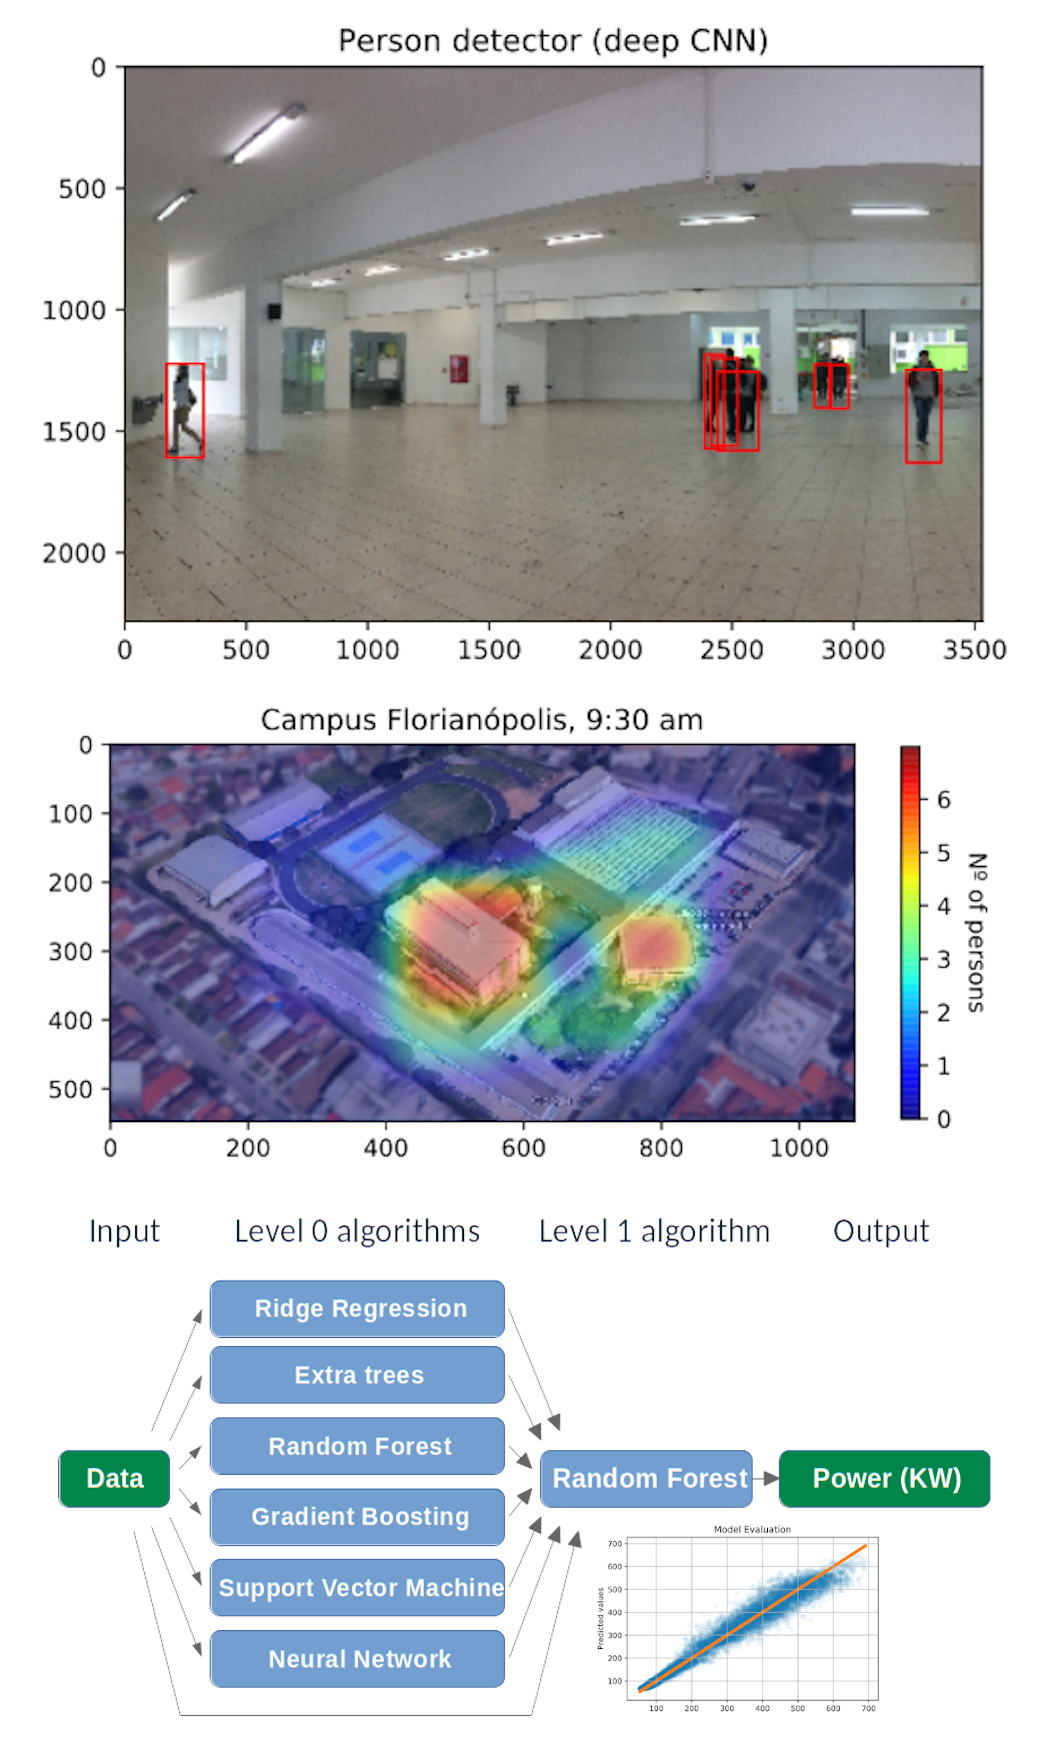 Person detector (deep CNN)
0
500
1000
1500
2000
0 500 1000 1500 2000 2500 3000 3500
Campus Florianópolis, 9:30 am
0
100
200
300
400
500
0 200 400 600 800 1000
6
5
4
3
2
1
0
Nº of persons
Input Level 0 algorithms Level 1 algorithm Output
Ridge Regression
Extra trees
Random Forest
Gradient Boosting
Support Vector Machine
Neural Network
Data
Random Forest
Power (KW)
Model Evaluation
Predicted values
700
600
500
400
300
200
100
100 200 300 400 500 600 700